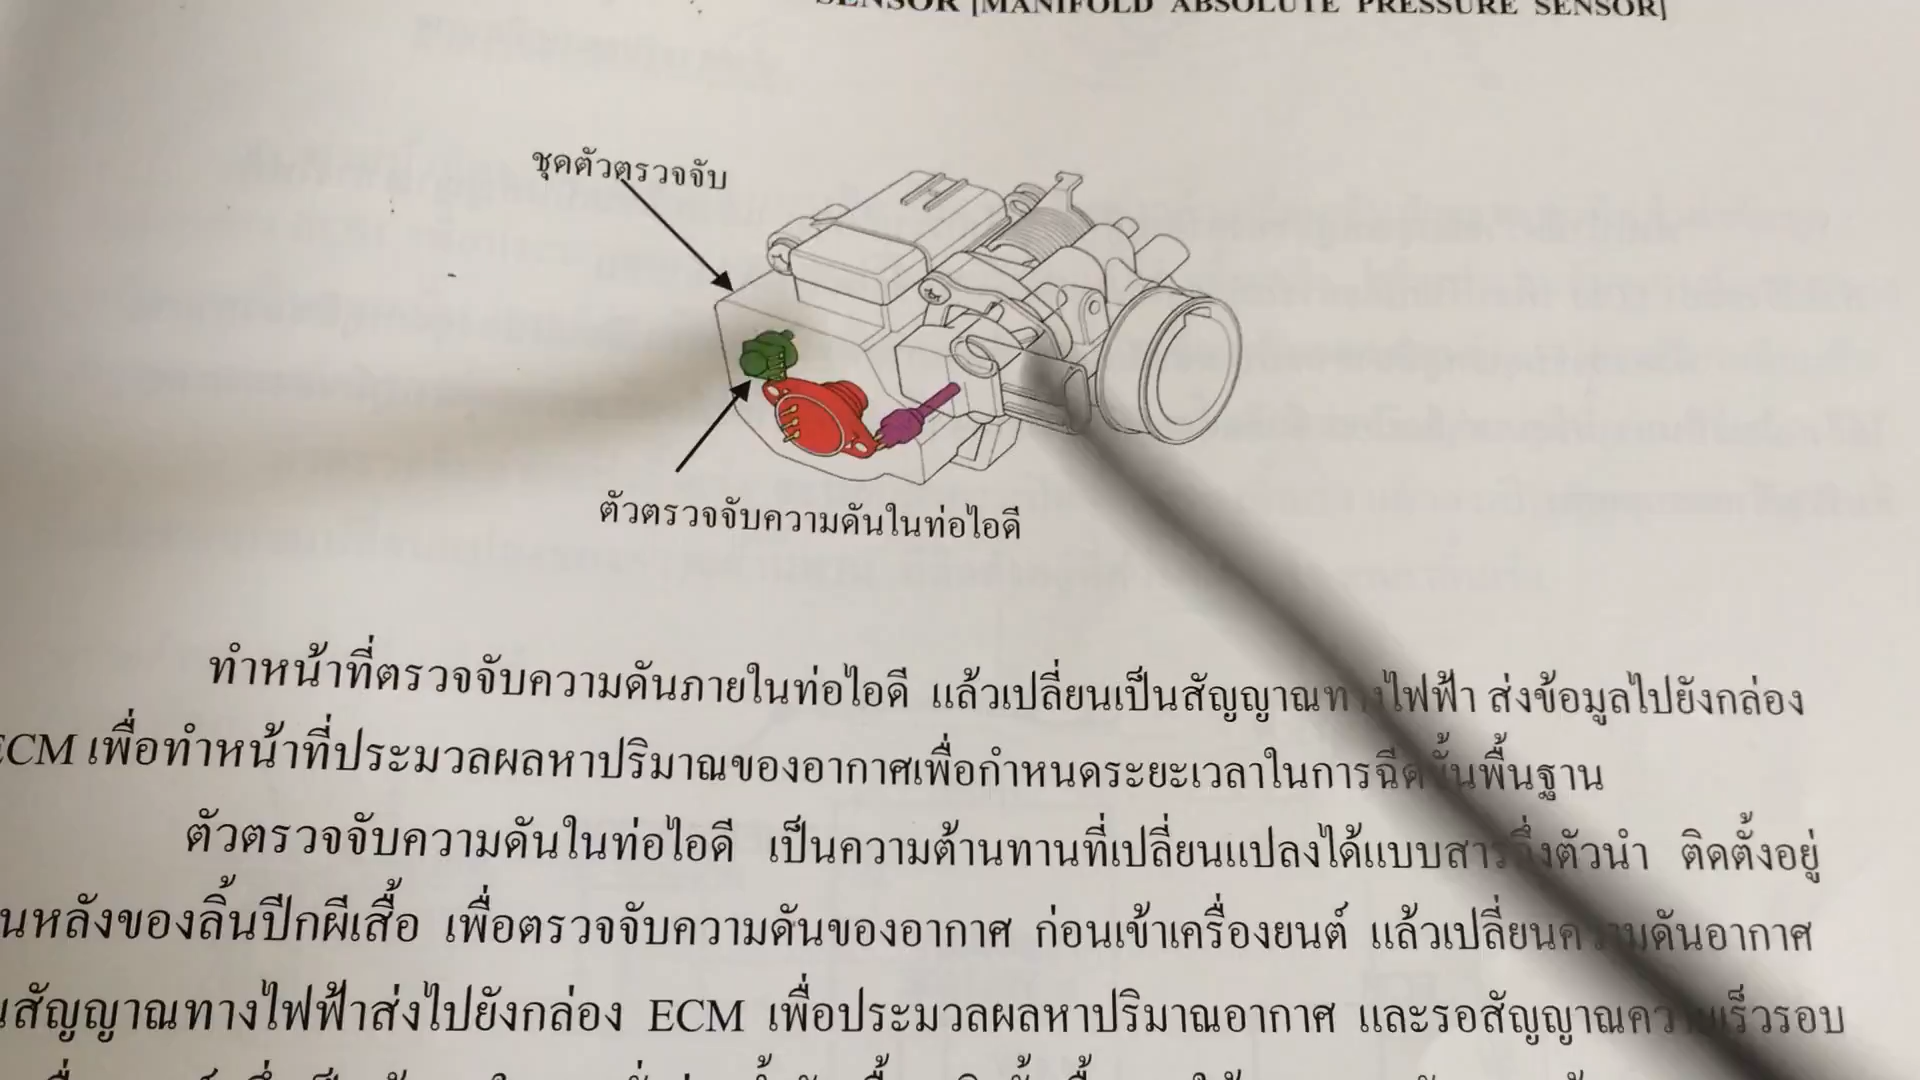 SENSOR [MANIFOLD ABSOLUTE PRESSURE SENSOR]
ชุดตัวตรวจจับ
ตัวตรวจจับความดันในท่อไอดี
ทำหน้าที่ตรวจจับความดันภายในท่อไอดี แล้วเปลี่ยนเป็นสัญญาณทางไฟฟ้า ส่งข้อมูลไปยังกล่อง
ECM เพื่อทำหน้าที่ประมวลผลหาปริมาณของอากาศเพื่อกำหนดระยะเวลาในการฉีดขั้นพื้นฐาน
ตัวตรวจจับความดันในท่อไอดี เป็นความต้านทานที่เปลี่ยนแปลงได้แบบสารกึ่งตัวนำ ติดตั้งอยู่
นหลังของลิ้นปีกผีเสื้อ เพื่อตรวจจับความดันของอากาศ ก่อนเข้าเครื่องยนต์ แล้วเปลี่ยนความดันอากาศ
นสัญญาณทางไฟฟ้าส่งไปยังกล่อง ECM เพื่อประมวลผลหาปริมาณอากาศ และรอสัญญาณความเร็วรอบ